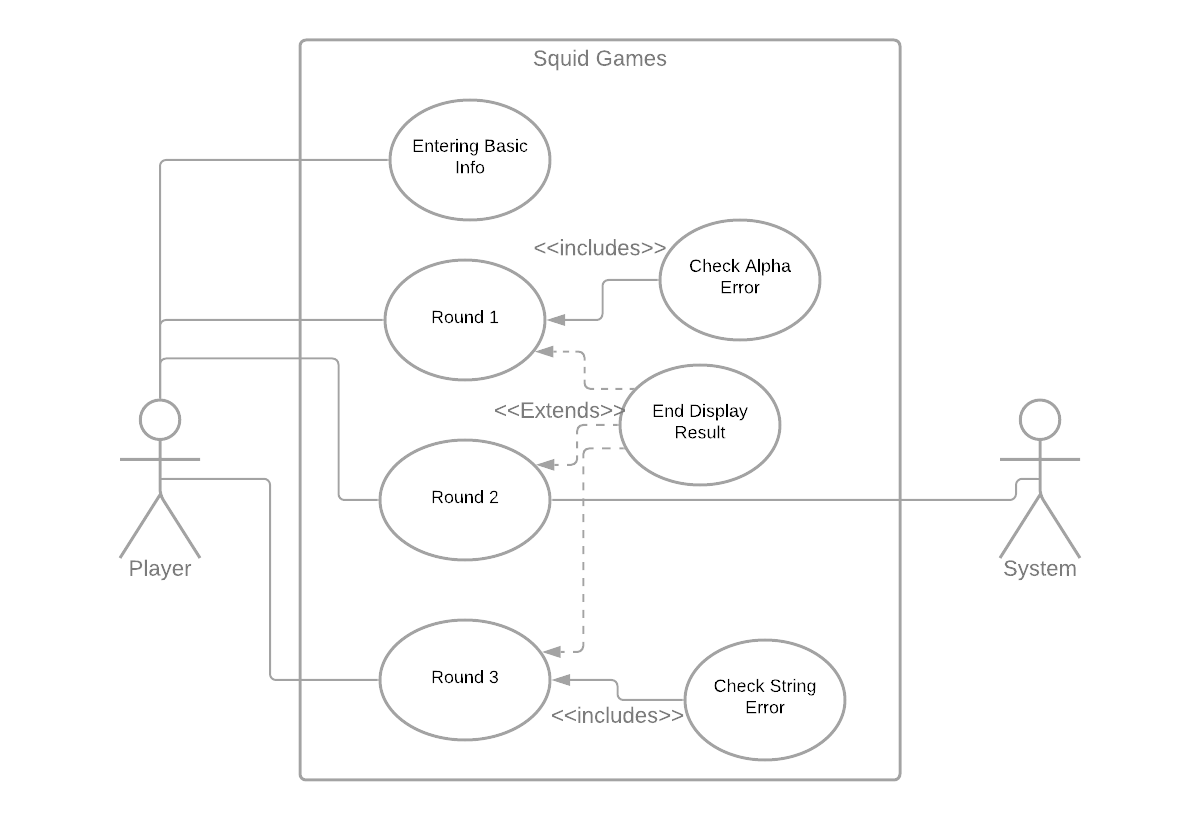 Squid Games
Entering Basic
Info
<<includes>>
Check Alpha
Error
Round 1
<<Extends>>
End Display
Result
Round 2
Player
System
Round 3
Check String
Error
<<includes>>